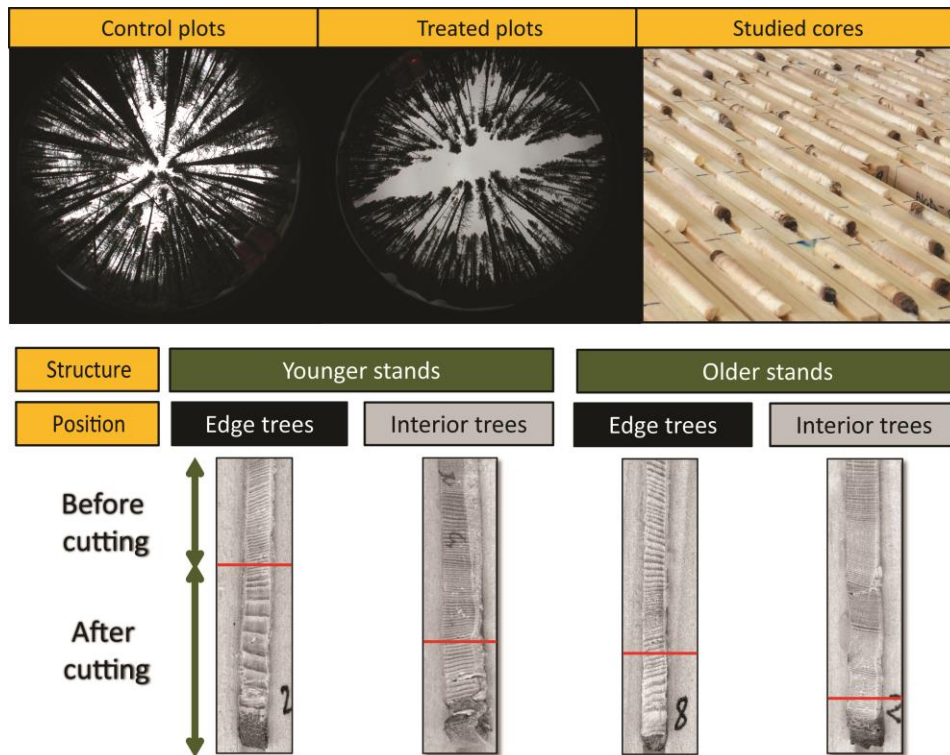 Control plots
Treated plots
Studied cores
Structure
Younger stands
Older stands
Position
Edge trees
Interior trees
Edge trees
Interior trees
Before
cutting
After
cutting
2
8